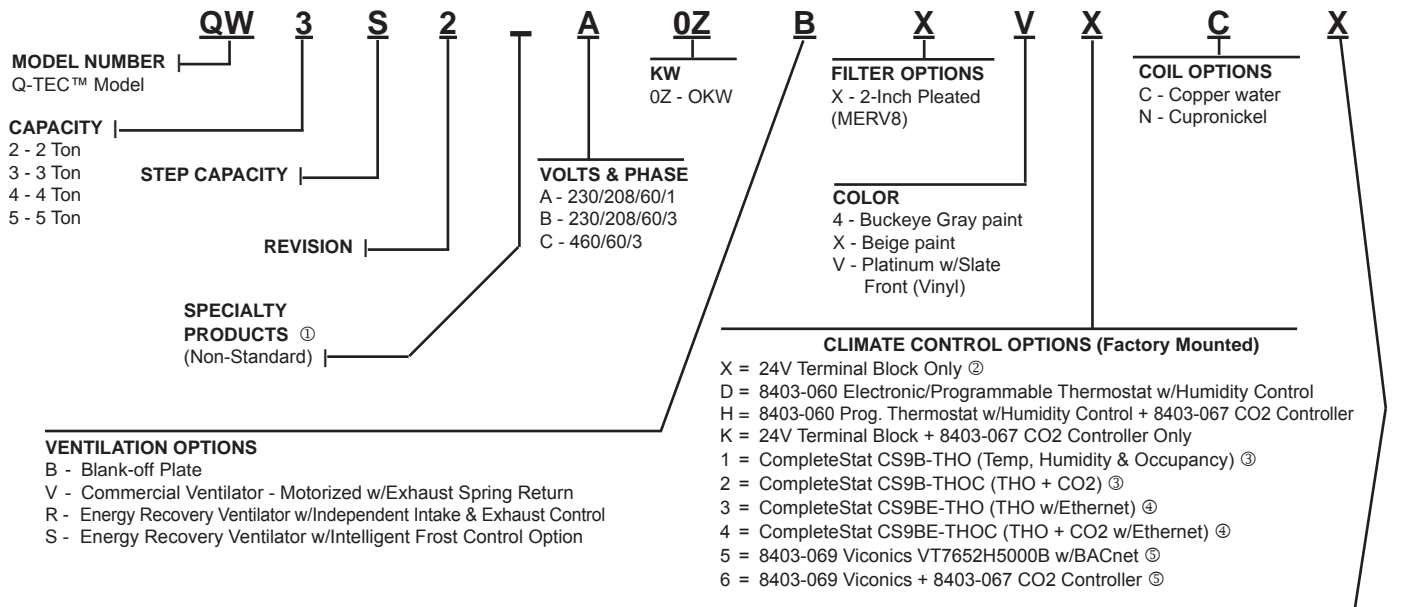 QW 3 S 2 _ A 0Z B X V X C X
MODEL NUMBER
Q-TEC™ Model
CAPACITY
2 - 2 Ton
3 - 3 Ton
4 - 4 Ton
5 - 5 Ton
STEP CAPACITY
REVISION
SPECIALTY
PRODUCTS ①
(Non-Standard)
VOLTS & PHASE
A - 230/208/60/1
B - 230/208/60/3
C - 460/60/3
KW
0Z - OKW
VENTILATION OPTIONS
B - Blank-off Plate
V - Commercial Ventilator - Motorized w/Exhaust Spring Return
R - Energy Recovery Ventilator w/Independent Intake & Exhaust Control
S - Energy Recovery Ventilator w/Intelligent Frost Control Option
FILTER OPTIONS
X - 2-Inch Pleated
(MERV8)
COLOR
4 - Buckeye Gray paint
X - Beige paint
V - Platinum w/Slate
Front (Vinyl)
CLIMATE CONTROL OPTIONS (Factory Mounted)
X = 24V Terminal Block Only ②
D = 8403-060 Electronic/Programmable Thermostat w/Humidity Control
H = 8403-060 Prog. Thermostat w/Humidity Control + 8403-067 CO2 Controller
K = 24V Terminal Block + 8403-067 CO2 Controller Only
1 = CompleteStat CS9B-THO (Temp, Humidity & Occupancy) ③
2 = CompleteStat CS9B-THOC (THO + CO2) ③
3 = CompleteStat CS9BE-THO (THO w/Ethernet) ④
4 = CompleteStat CS9BE-THOC (THO + CO2 w/Ethernet) ④
5 = 8403-069 Viconics VT7652H5000B w/BACnet ⑤
6 = 8403-069 Viconics + 8403-067 CO2 Controller ⑤
COIL OPTIONS
C - Copper water
N - Cupronickel